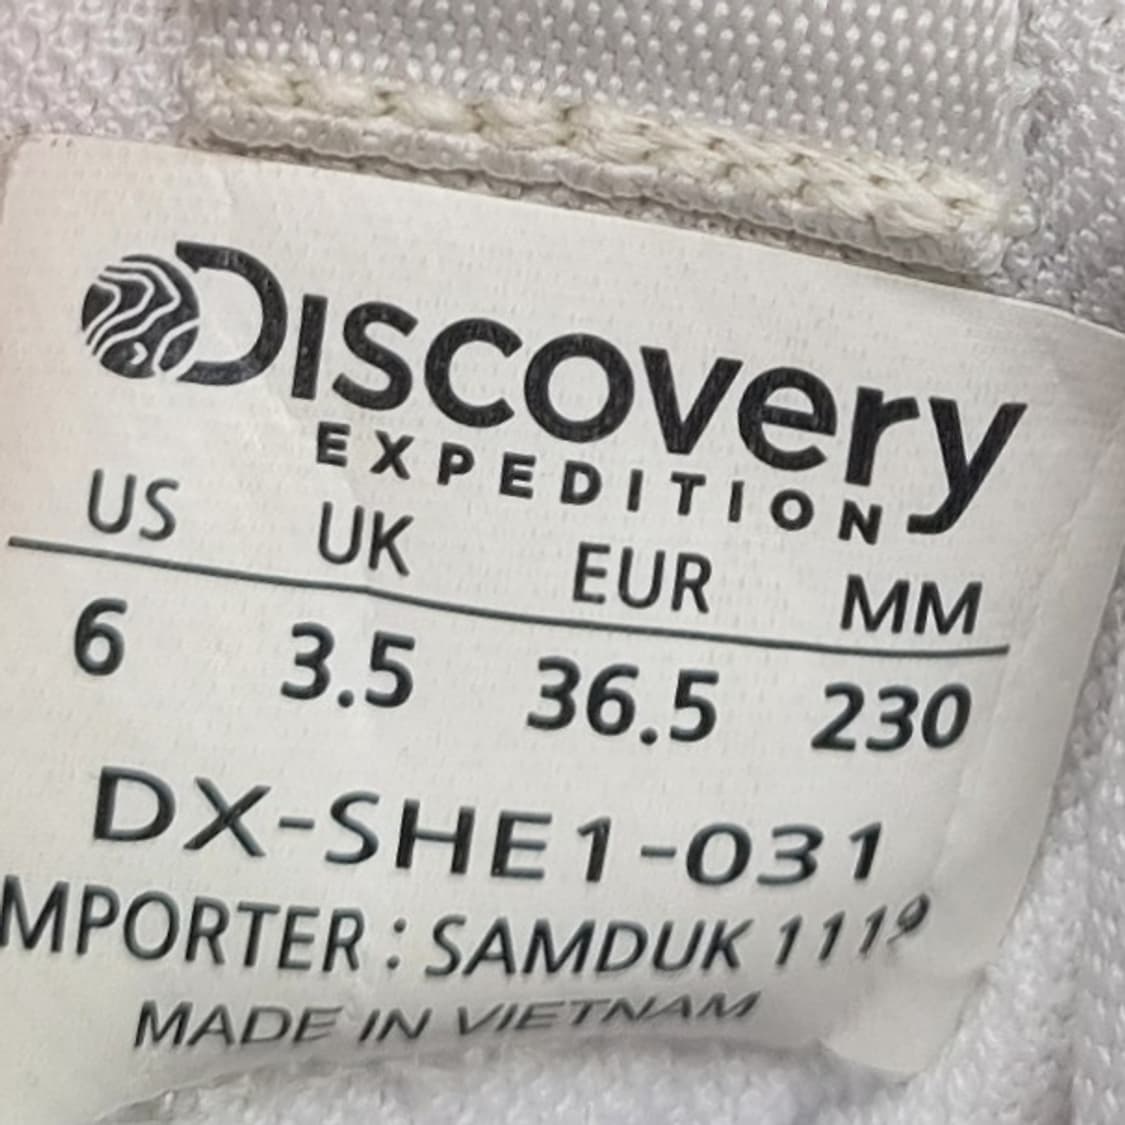 Discovery
EXPEDITION
US UK EUR MM
6 3.5 36.5 230
DX-SHE1-031
MPORTER : SAMDUK 1119
MADE IN VIETNAM